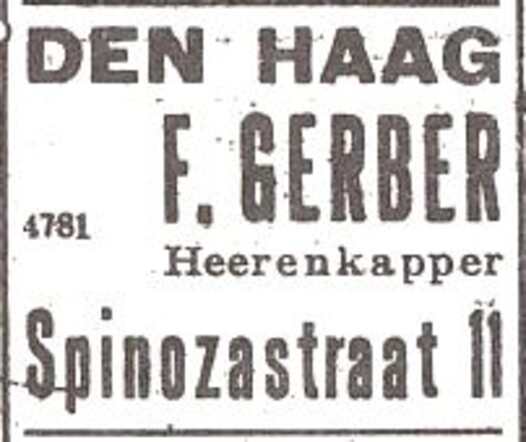 DEN HAAG
F. GERBER
4781
Heerenkapper
Spinozastraat 11